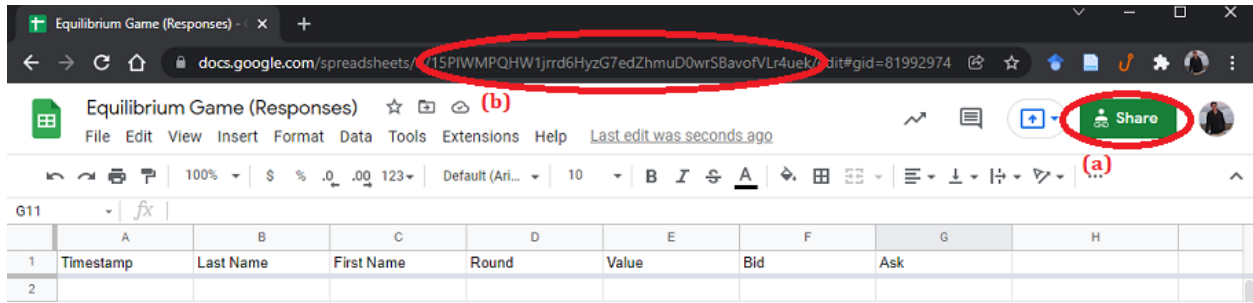 Equilibrium Game (Responses) - G
docs.google.com/spreadsheets/d/15PIWMPQHW1jrrd6HyzG7edZhmuD0wrSBavofVLr4uek/edit#gid=81992974
Equilibrium Game (Responses) (b)
Share
File Edit View Insert Format Data Tools Extensions Help Last edit was seconds ago
(a)
100% $ % .0 .00 123 Default (Ari... 10 B I S A ...
G11 fx
A B C D E F G H
1 Timestamp Last Name First Name Round Value Bid Ask
2